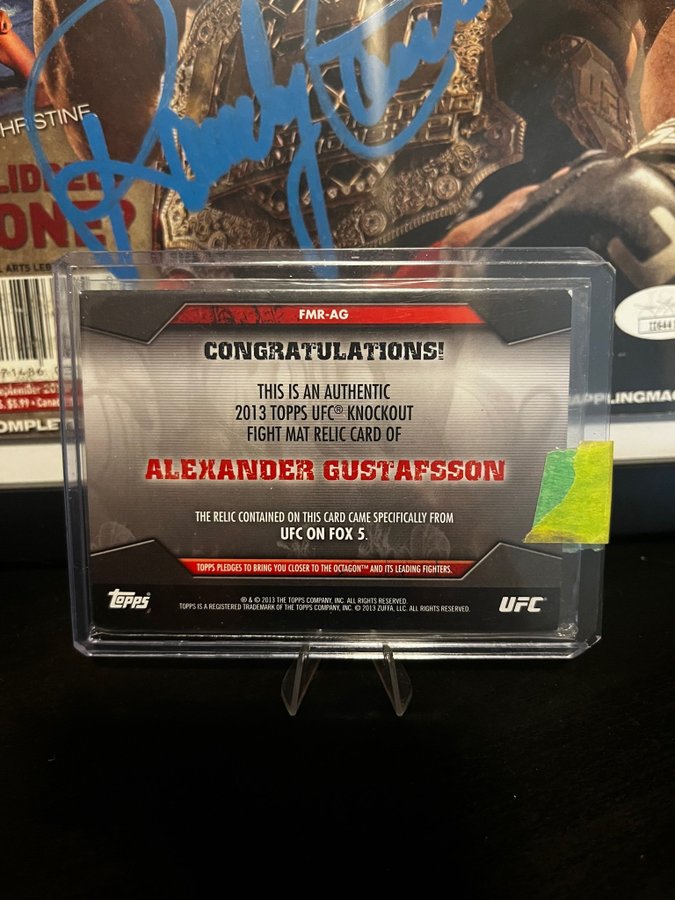 HRISTINE
ONE?
FMR-AG
CONGRATULATIONS!
THIS IS AN AUTHENTIC
2013 TOPPS UFC® KNOCKOUT
FIGHT MAT RELIC CARD OF
ALEXANDER GUSTAFSSON
THE RELIC CONTAINED ON THIS CARD CAME SPECIFICALLY FROM
UFC ON FOX 5.
TOPPS PLEDGES TO BRING YOU CLOSER TO THE OCTAGON™ AND ITS LEADING FIGHTERS.
Topps
® & © 2013 THE TOPPS COMPANY, INC. ALL RIGHTS RESERVED.
TOPPS IS A REGISTERED TRADEMARK OF THE TOPPS COMPANY, INC. © 2013 ZUFFA, LLC. ALL RIGHTS RESERVED.
UFC